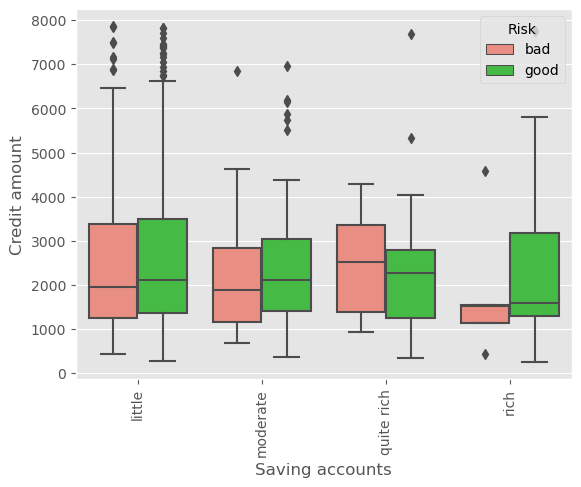 8000
7000
6000
5000
4000
3000
2000
1000
0
Credit amount
Risk
bad
good
little
moderate
quite rich
rich
Saving accounts